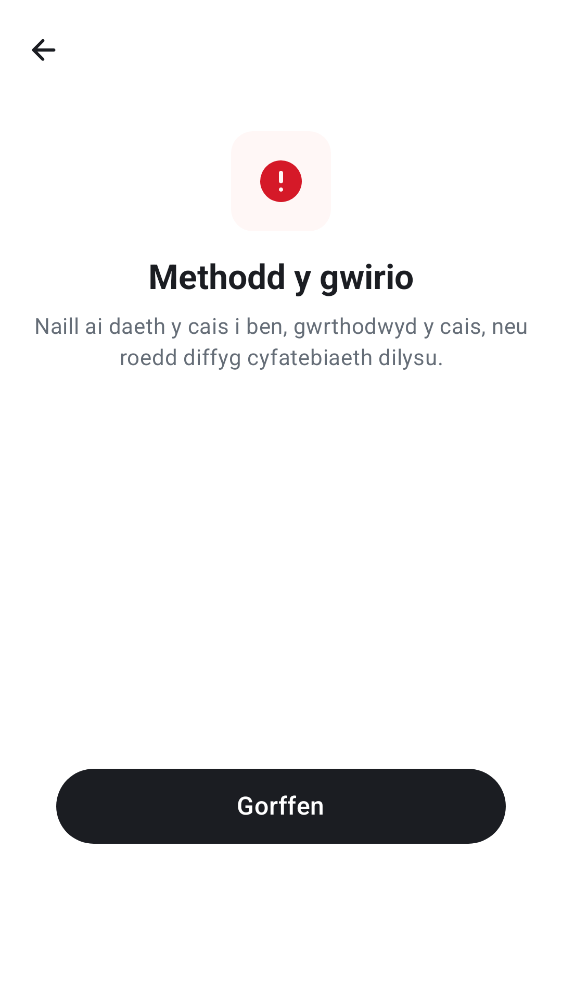 Methodd y gwirio
Naill ai daeth y cais i ben, gwrthodwyd y cais, neu
roedd diffyg cyfatebiaeth dilysu.
Gorffen